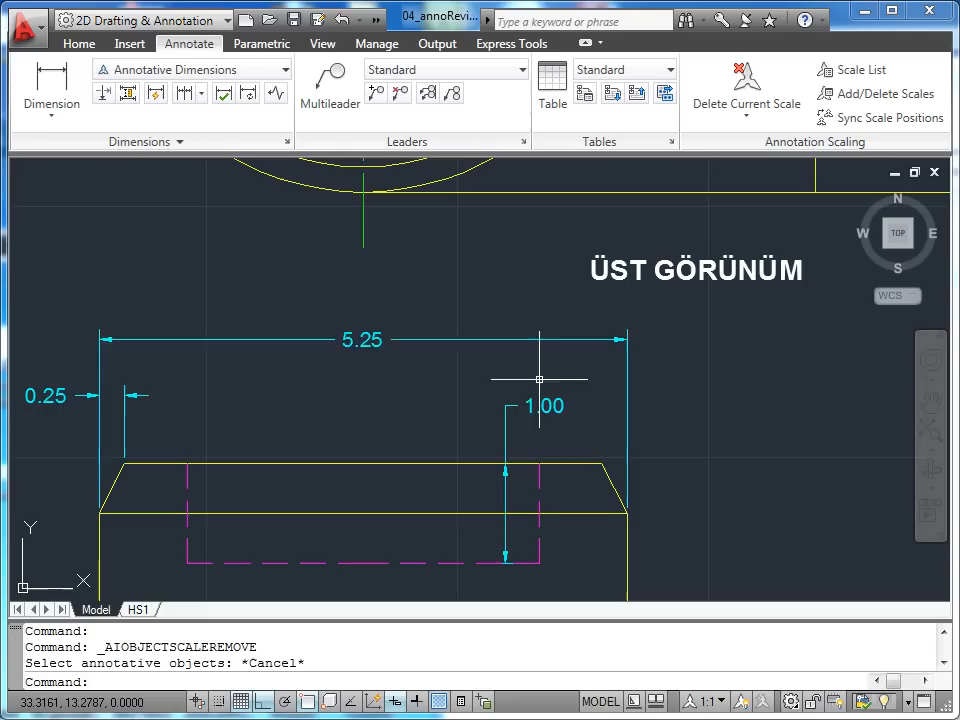 2D Drafting & Annotation
04_annoRevi...
Type a keyword or phrase
Home Insert Annotate Parametric View Manage Output Express Tools
Annotative Dimensions
Dimension
Dimensions
Standard
Multileader
Leaders
Standard
Table
Tables
Delete Current Scale
Scale List
Add/Delete Scales
Sync Scale Positions
Annotation Scaling
N
W TOP E
S
WCS
ÜST GÖRÜNÜM
5.25
0.25
1.00
Y
X
Model HS1
Command:
Command: _AIOBJECTSCALEREMOVE
Select annotative objects: *Cancel*
Command:
33.3161, 13.2787, 0.0000
MODEL
1:1